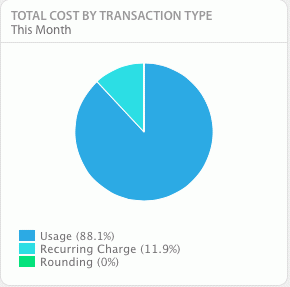 TOTAL COST BY TRANSACTION TYPE
This Month
Usage (88.1%)
Recurring Charge (11.9%)
Rounding (0%)